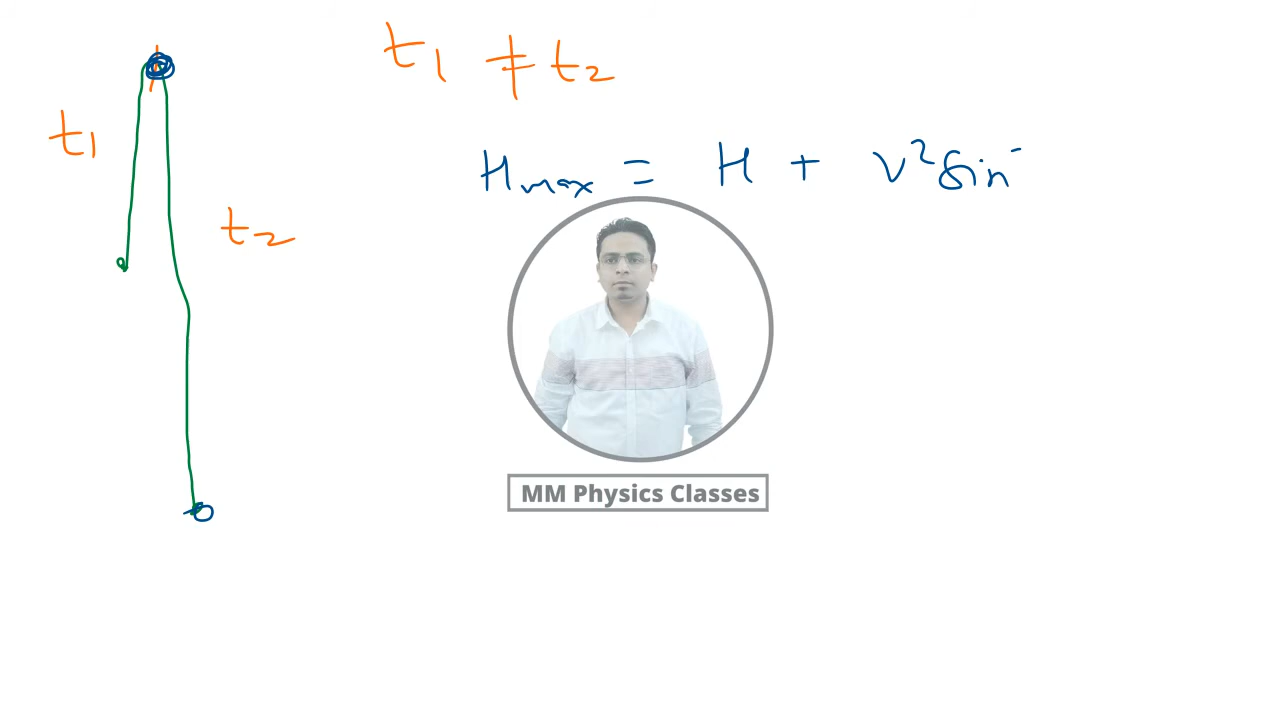 t1 ≠ t2
t1
Hmax = H + v²sin
t2
MM Physics Classes